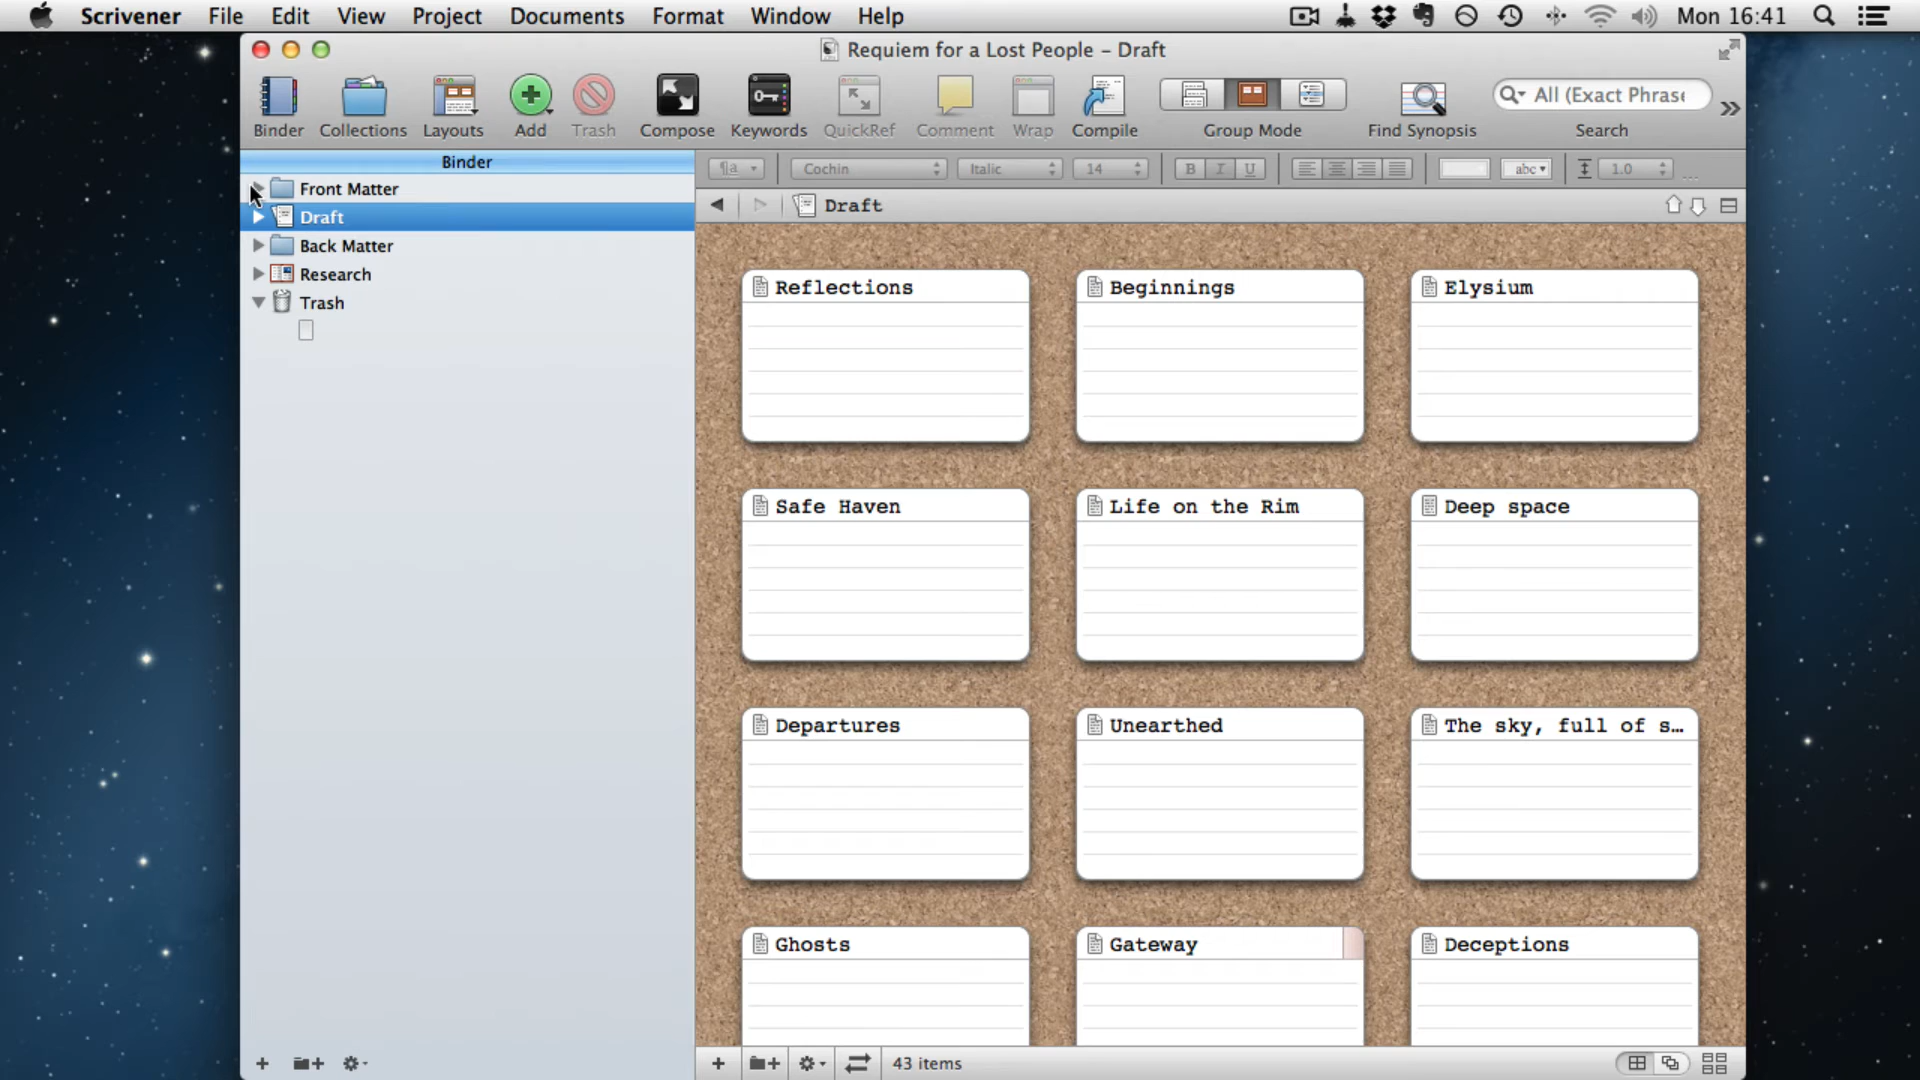 Scrivener File Edit View Project Documents Format Window Help Mon 16:41
Requiem for a Lost People – Draft
Binder Collections Layouts Add Trash Compose Keywords QuickRef Comment Wrap Compile Group Mode Find Synopsis All (Exact Phrase Search
Binder
¶a Cochin Italic 14 B I U abc 1.0 ...
Front Matter
Draft
Back Matter
Research
Trash
Draft
Reflections Beginnings Elysium
Safe Haven Life on the Rim Deep space
Departures Unearthed The sky, full of s…
Ghosts Gateway Deceptions
43 items